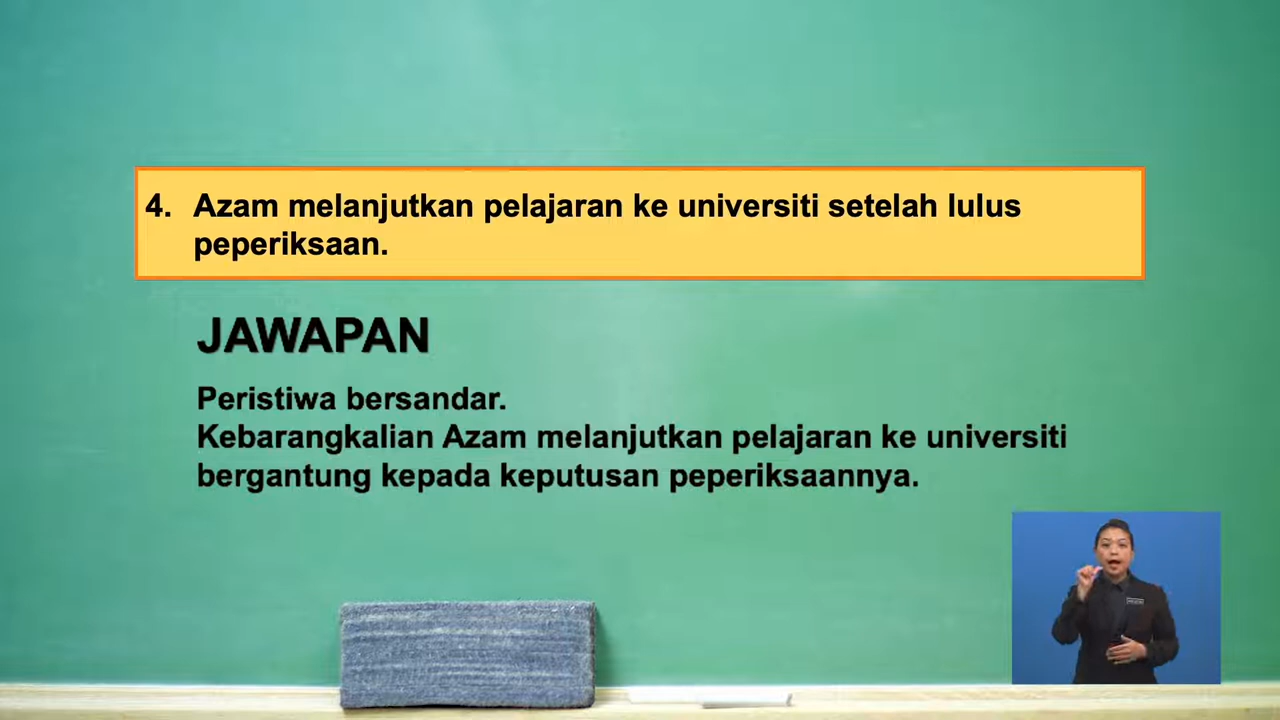 4. Azam melanjutkan pelajaran ke universiti setelah lulus
peperiksaan.
JAWAPAN
Peristiwa bersandar.
Kebarangkalian Azam melanjutkan pelajaran ke universiti
bergantung kepada keputusan peperiksaannya.